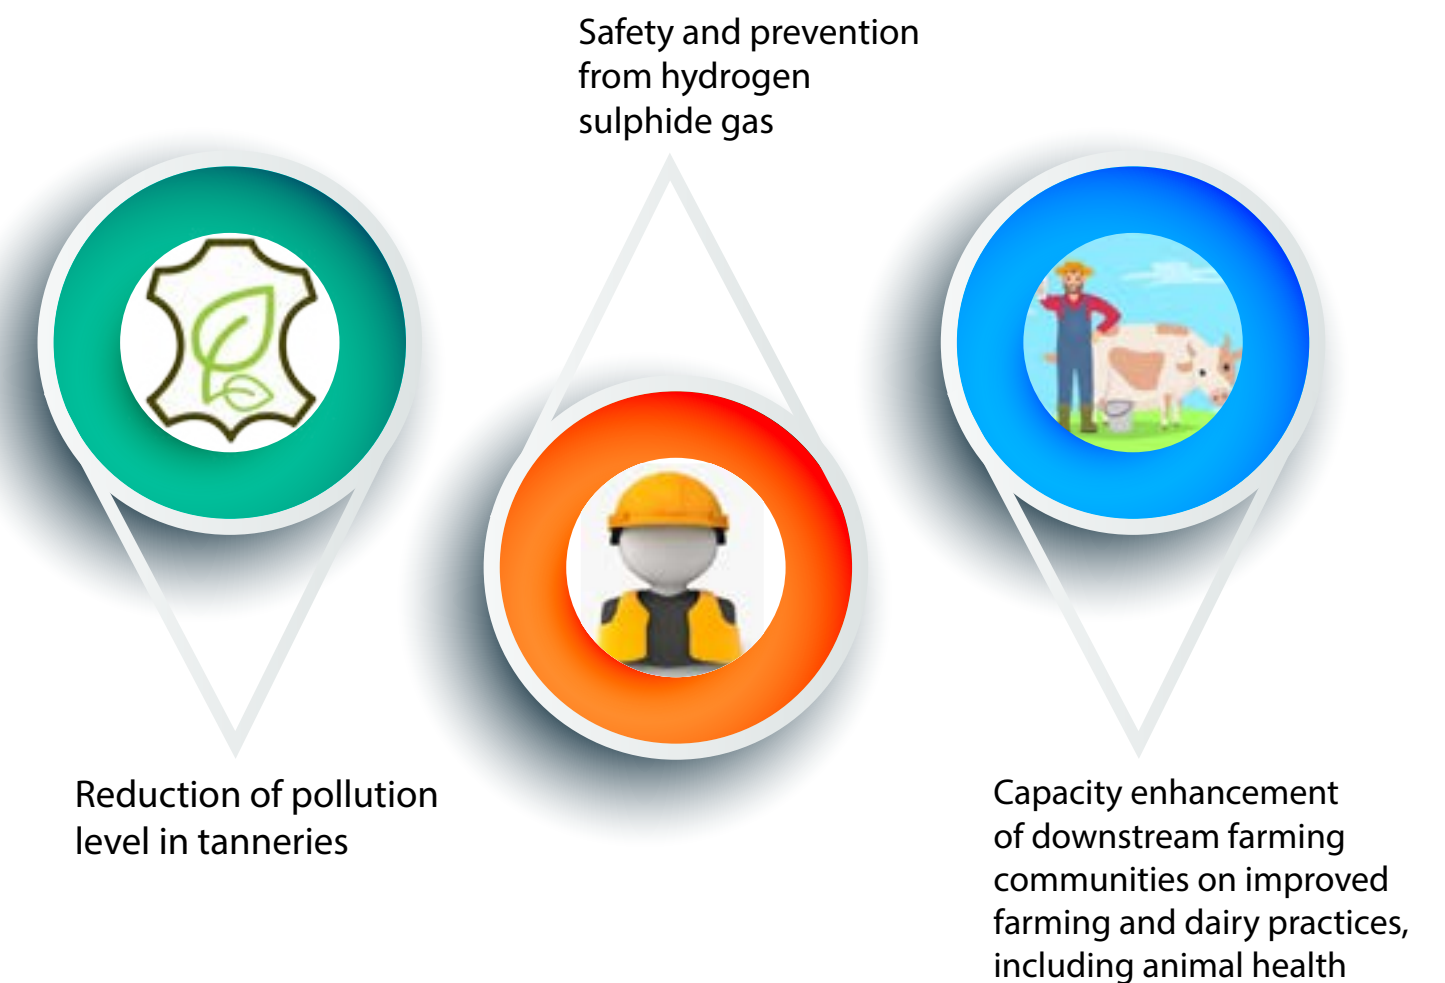 Safety and prevention
from hydrogen
sulphide gas
Reduction of pollution
level in tanneries
Capacity enhancement
of downstream farming
communities on improved
farming and dairy practices,
including animal health